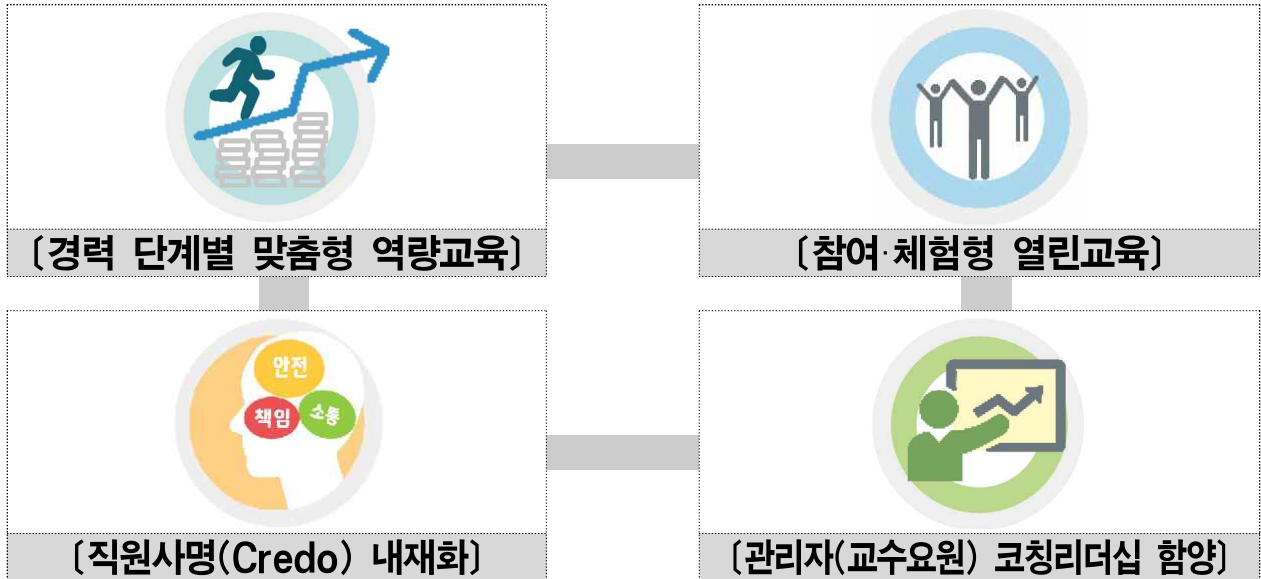 〔경력 단계별 맞춤형 역량교육〕
〔참여·체험형 열린교육〕
안전
책임 소통
〔직원사명(Credo) 내재화〕
〔관리자(교수요원) 코칭리더십 함양〕